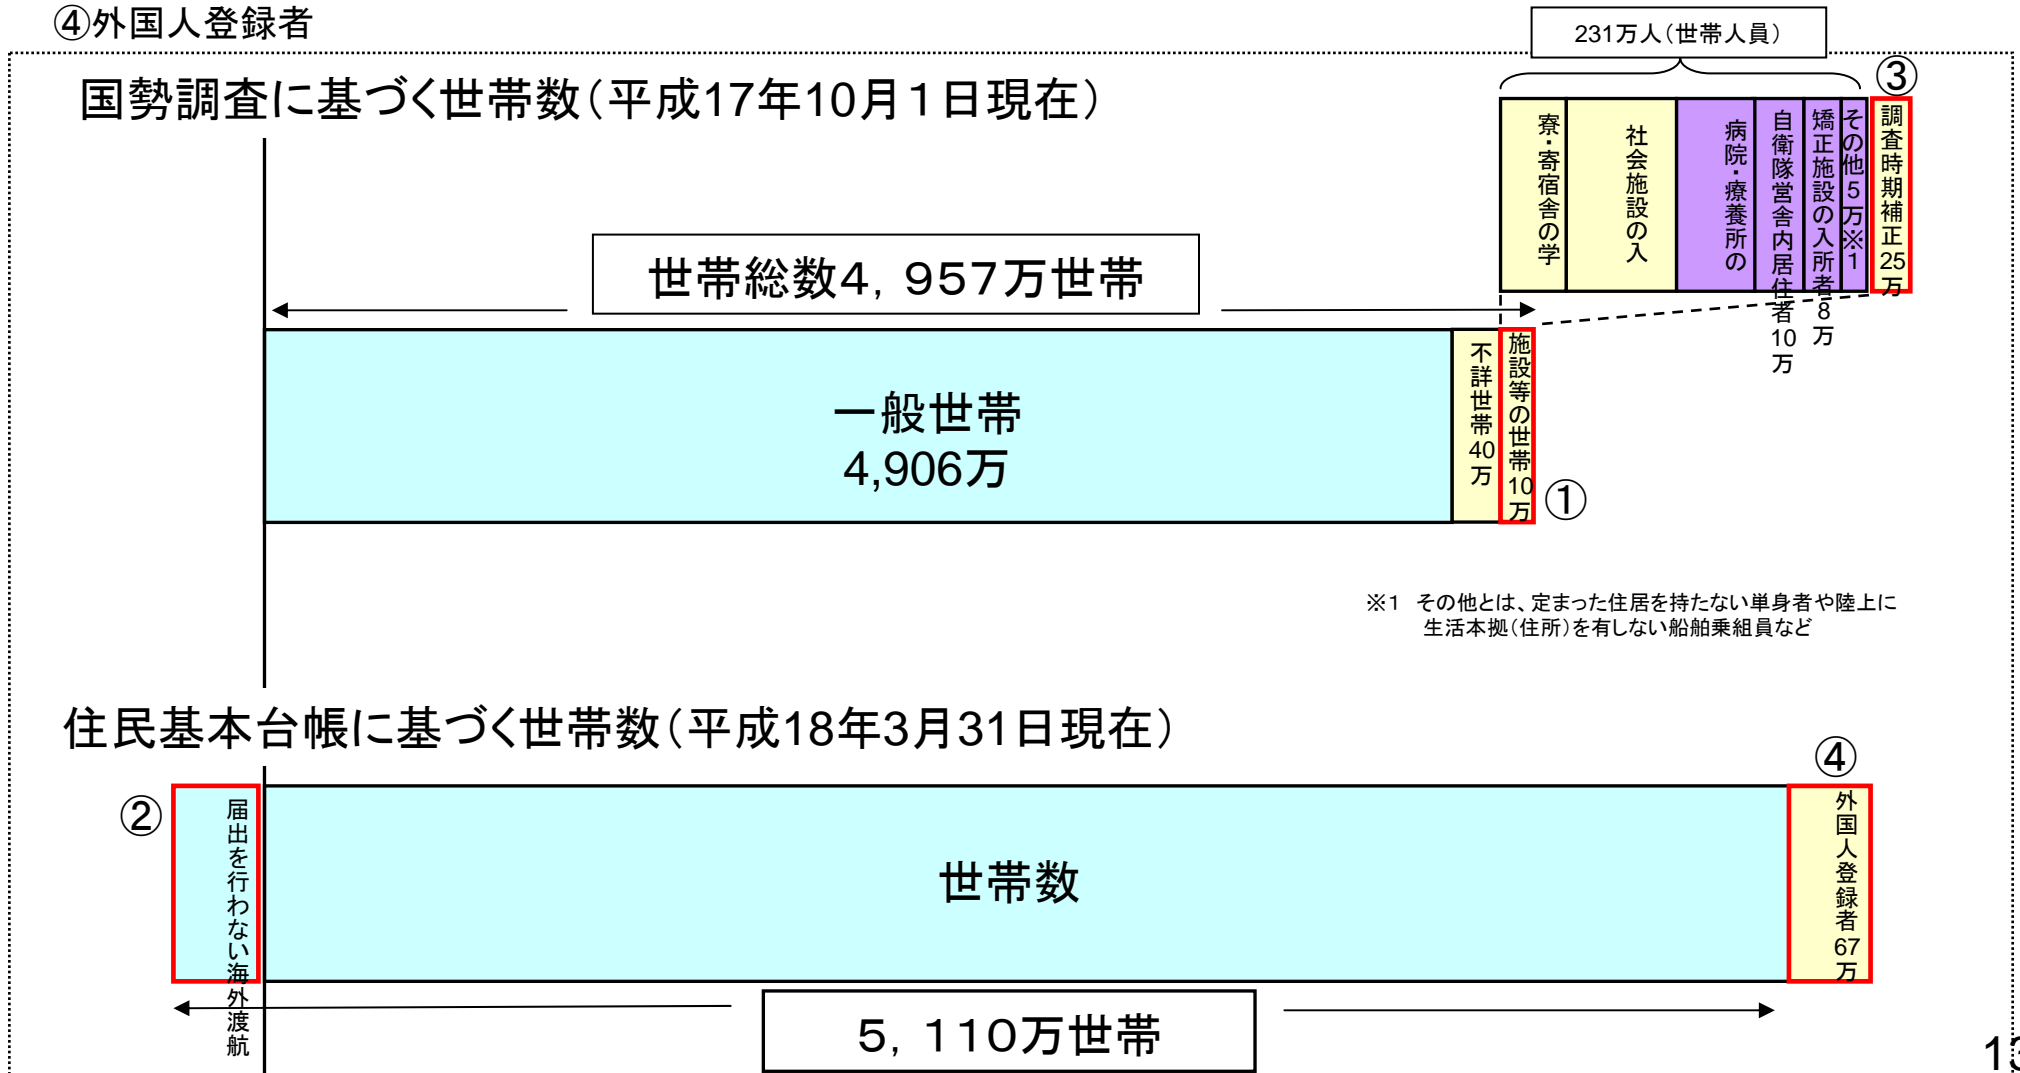 ④外国人登録者
231万人（世帯人員）
国勢調査に基づく世帯数（平成17年10月１日現在）
③
寮・寄宿舎の学
社会施設の入
病院・療養所の
自衛隊営舎内居住者10万
矯正施設の入所者8万
その他5万※1
調査時期補正25万
世帯総数４，９５７万世帯
一般世帯
4,906万
不詳世帯40万
施設等の世帯10万
①
※１　その他とは、定まった住居を持たない単身者や陸上に
生活本拠（住所）を有しない船舶乗組員など
住民基本台帳に基づく世帯数（平成18年3月31日現在）
④
②
届出を行わない海外渡航
世帯数
外国人登録者67万
５，１１０万世帯
13